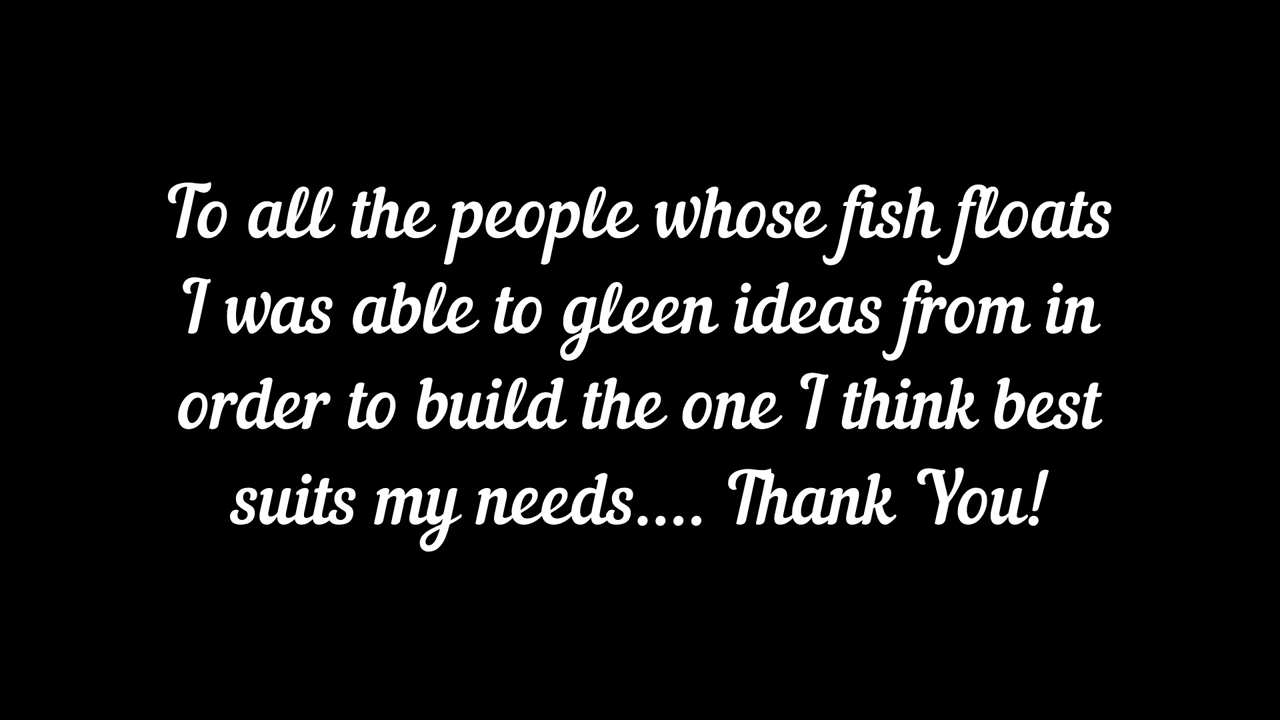 To all the people whose fish floats
I was able to gleen ideas from in
order to build the one I think best
suits my needs.... Thank You!